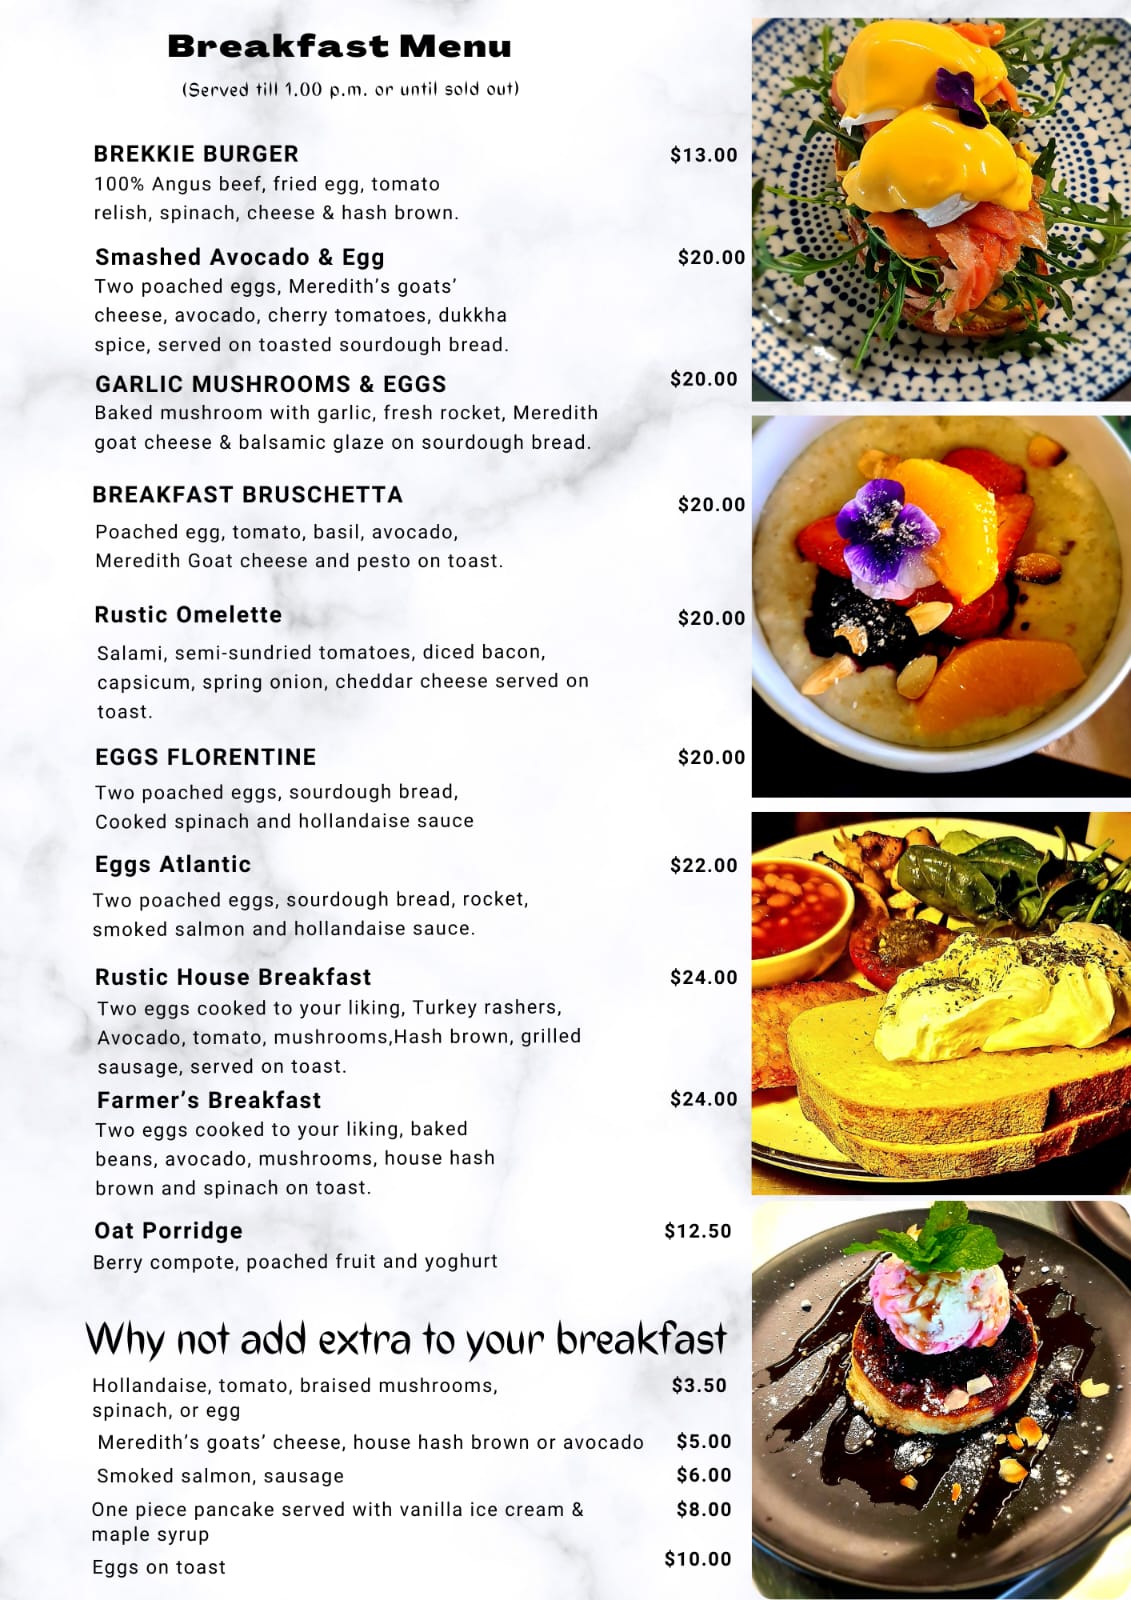 Breakfast Menu
(Served till 1.00 p.m. or until sold out)
BREKKIE BURGER $13.00
100% Angus beef, fried egg, tomato
relish, spinach, cheese & hash brown.
Smashed Avocado & Egg $20.00
Two poached eggs, Meredith's goats'
cheese, avocado, cherry tomatoes, dukkha
spice, served on toasted sourdough bread.
GARLIC MUSHROOMS & EGGS $20.00
Baked mushroom with garlic, fresh rocket, Meredith
goat cheese & balsamic glaze on sourdough bread.
BREAKFAST BRUSCHETTA $20.00
Poached egg, tomato, basil, avocado,
Meredith Goat cheese and pesto on toast.
Rustic Omelette $20.00
Salami, semi-sundried tomatoes, diced bacon,
capsicum, spring onion, cheddar cheese served on
toast.
EGGS FLORENTINE $20.00
Two poached eggs, sourdough bread,
Cooked spinach and hollandaise sauce
Eggs Atlantic $22.00
Two poached eggs, sourdough bread, rocket,
smoked salmon and hollandaise sauce.
Rustic House Breakfast $24.00
Two eggs cooked to your liking, Turkey rashers,
Avocado, tomato, mushrooms,Hash brown, grilled
sausage, served on toast.
Farmer's Breakfast $24.00
Two eggs cooked to your liking, baked
beans, avocado, mushrooms, house hash
brown and spinach on toast.
Oat Porridge $12.50
Berry compote, poached fruit and yoghurt
Why not add extra to your breakfast
Hollandaise, tomato, braised mushrooms, $3.50
spinach, or egg
Meredith's goats' cheese, house hash brown or avocado $5.00
Smoked salmon, sausage $6.00
One piece pancake served with vanilla ice cream & $8.00
maple syrup
Eggs on toast $10.00